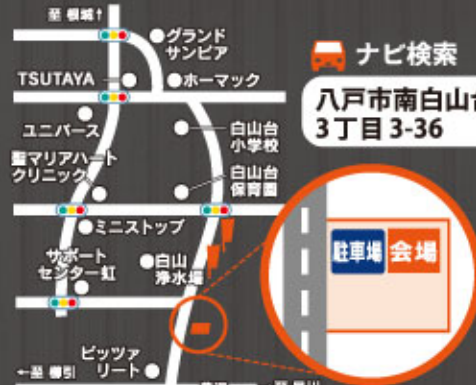 至 根城↑
グランド
サンピア
TSUTAYA
ホーマック
ナビ検索
八戸市南白山台
3丁目3-36
ユニバース
白山台
小学校
聖マリアハート
クリニック
白山台
保育園
ミニストップ
サポート
センター虹
白山
浄水場
駐車場
会場
ピッツァ
リート
←至 櫛引